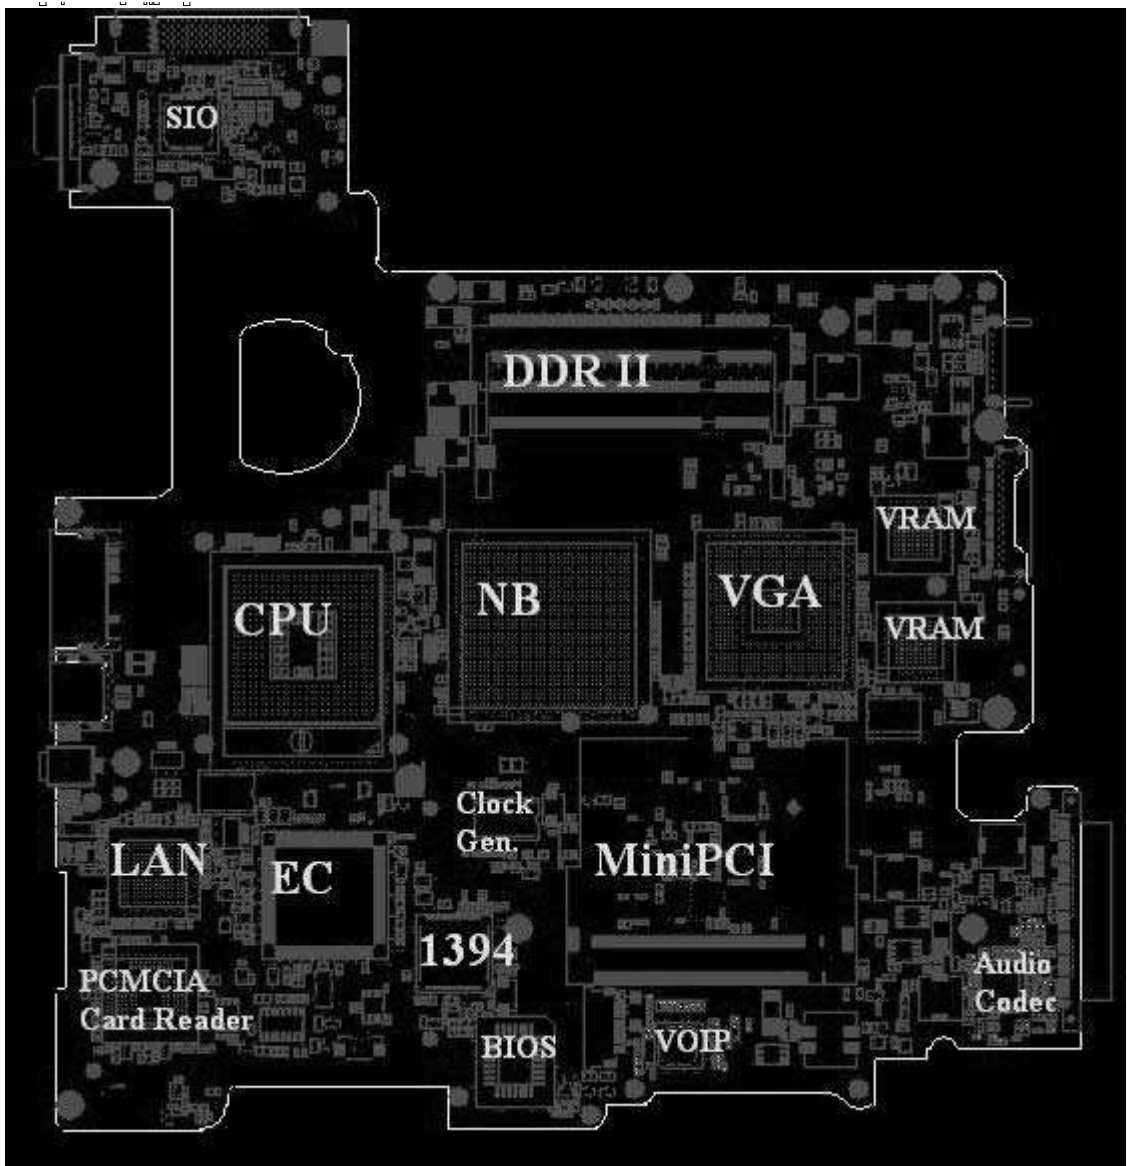 SIO
DDR II
VRAM
CPU
NB
VGA
VRAM
Clock
Gen.
LAN
EC
MiniPCI
1394
PCMCIA
Card Reader
Audio
Codec
BIOS
VOIP